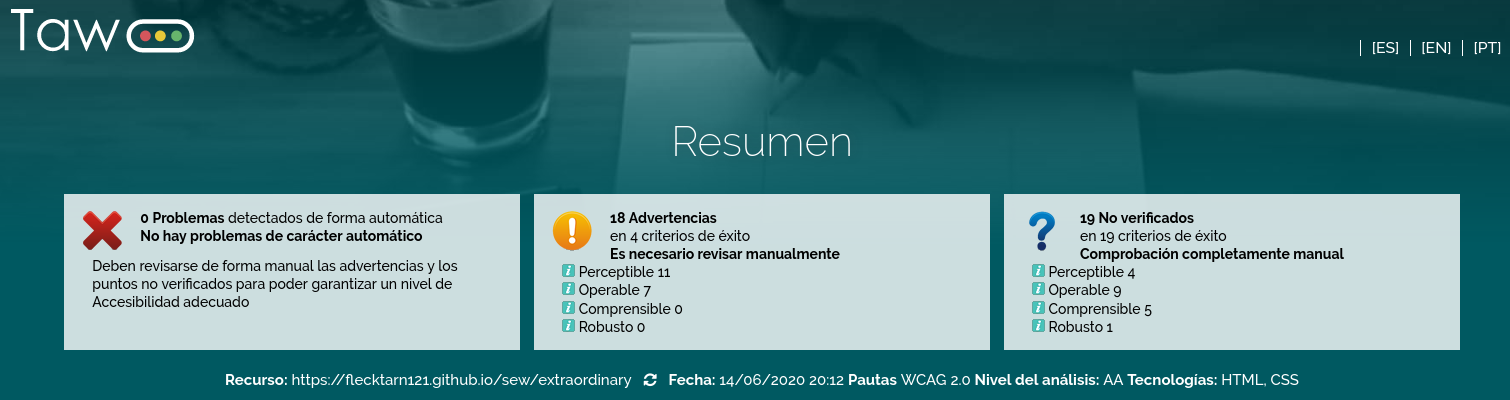 Taw
[ES] [EN] [PT]
Resumen
0 Problemas detectados de forma automática
No hay problemas de carácter automático
Deben revisarse de forma manual las advertencias y los
puntos no verificados para poder garantizar un nivel de
Accesibilidad adecuado
18 Advertencias
en 4 criterios de éxito
Es necesario revisar manualmente
Perceptible 11
Operable 7
Comprensible 0
Robusto 0
19 No verificados
en 19 criterios de éxito
Comprobación completamente manual
Perceptible 4
Operable 9
Comprensible 5
Robusto 1
Recurso: https://flecktarn121.github.io/sew/extraordinary Fecha: 14/06/2020 20:12 Pautas WCAG 2.0 Nivel del análisis: AA Tecnologías: HTML, CSS